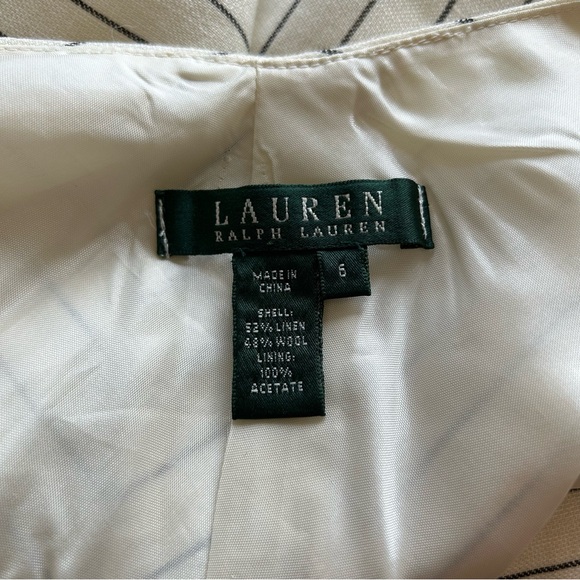 LAUREN
RALPH LAUREN
MADE IN
CHINA
6
SHELL:
52% LINEN
48% WOOL
LINING:
100%
ACETATE